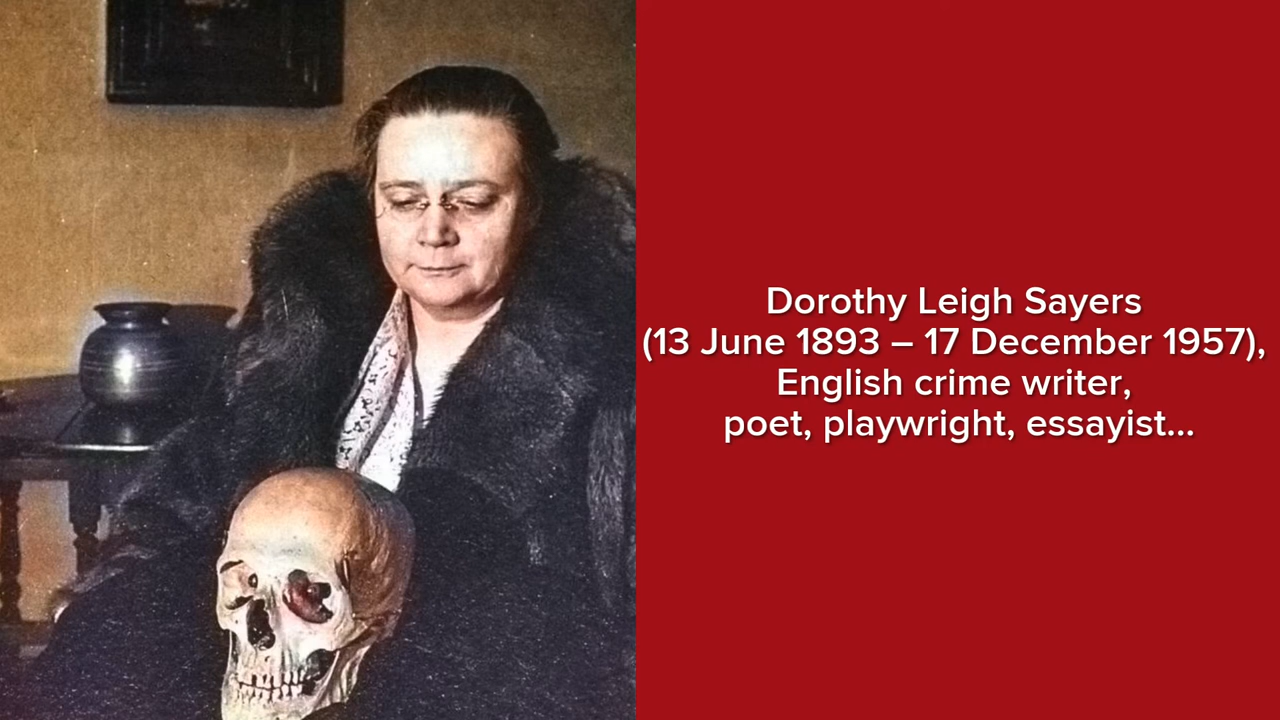 Dorothy Leigh Sayers
(13 June 1893 – 17 December 1957),
English crime writer,
poet, playwright, essayist...